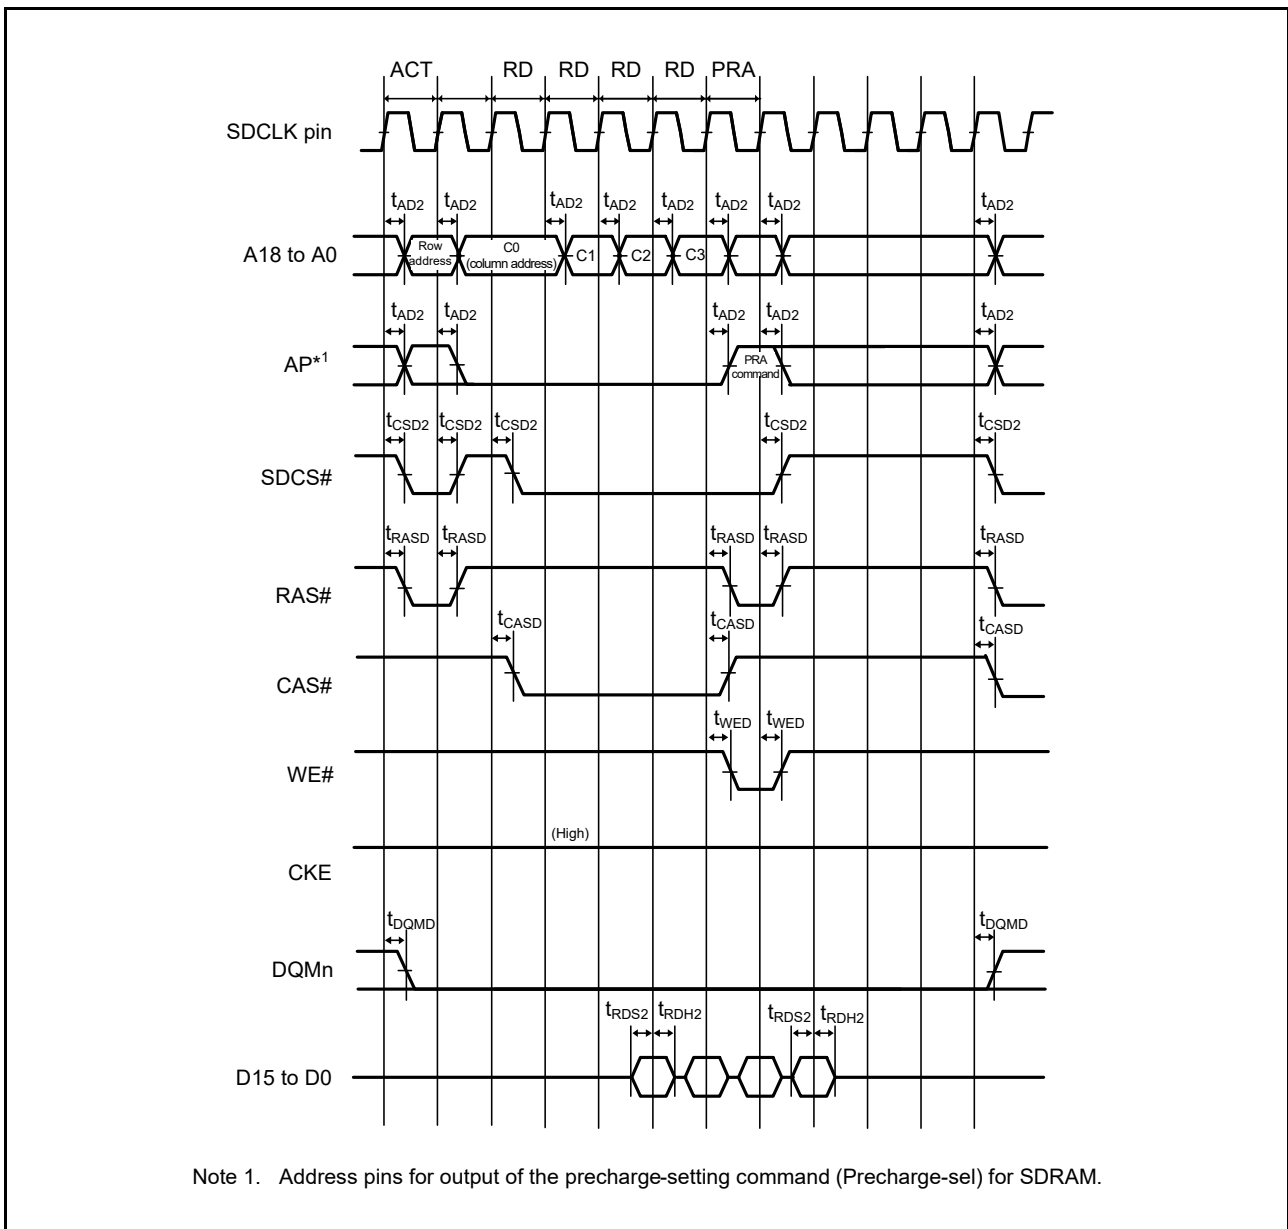 ACT RD RD RD RD PRA
SDCLK pin
tAD2 tAD2 tAD2 tAD2 tAD2 tAD2 tAD2 tAD2
A18 to A0
Row address
C0 (column address)
C1 C2 C3
tAD2 tAD2 tAD2 tAD2 tAD2
AP*1
PRA command
tCSD2 tCSD2 tCSD2 tCSD2 tCSD2
SDCS#
tRASD tRASD tRASD tRASD tRASD
RAS#
tCASD tCASD tCASD
CAS#
tWED tWED
WE#
(High)
CKE
tDQMD tDQMD
DQMn
tRDS2 tRDH2 tRDS2 tRDH2
D15 to D0
Note 1. Address pins for output of the precharge-setting command (Precharge-sel) for SDRAM.